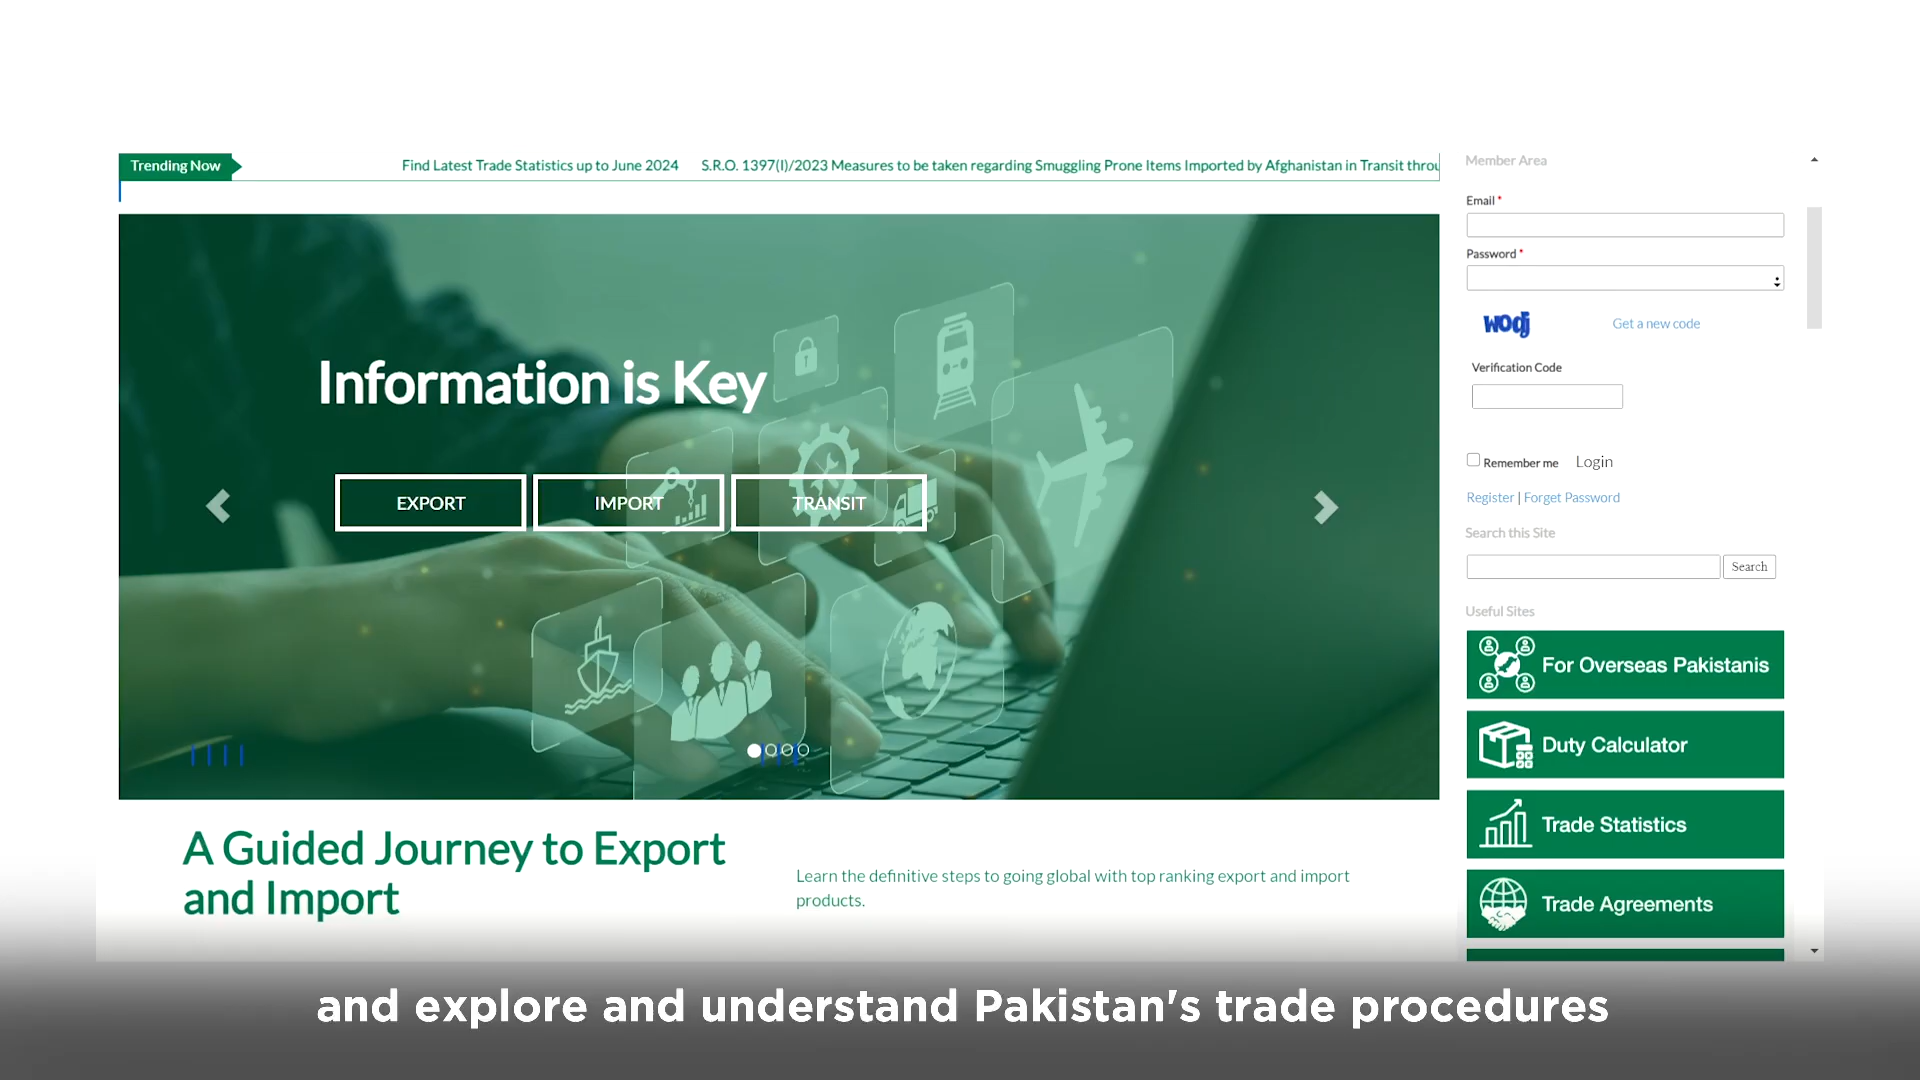 Trending Now
Find Latest Trade Statistics up to June 2024
S.R.O. 1397(I)/2023 Measures to be taken regarding Smuggling Prone Items Imported by Afghanistan in Transit
Information is Key
EXPORT
IMPORT
TRANSIT
A Guided Journey to Export
and Import
Learn the definitive steps to going global with top ranking export and import
products.
Member Area
Email *
Password *
wodj
Get a new code
Verification Code
Remember me
Login
Register | Forget Password
Search this Site
Search
Useful Sites
For Overseas Pakistanis
Duty Calculator
Trade Statistics
Trade Agreements
and explore and understand Pakistan's trade procedures